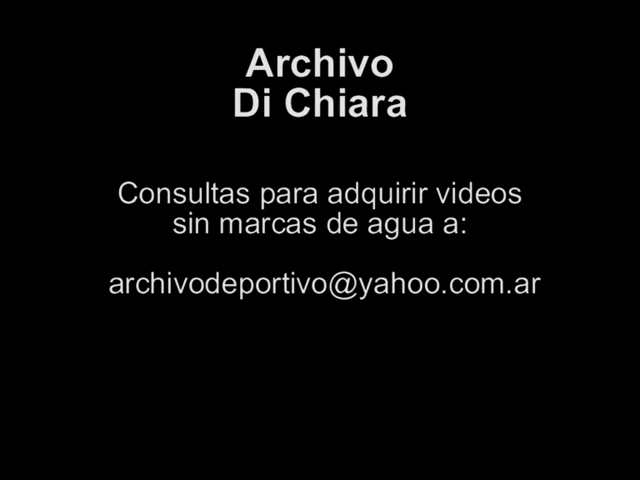 Archivo
Di Chiara
Consultas para adquirir videos
sin marcas de agua a:
archivodeportivo@yahoo.com.ar